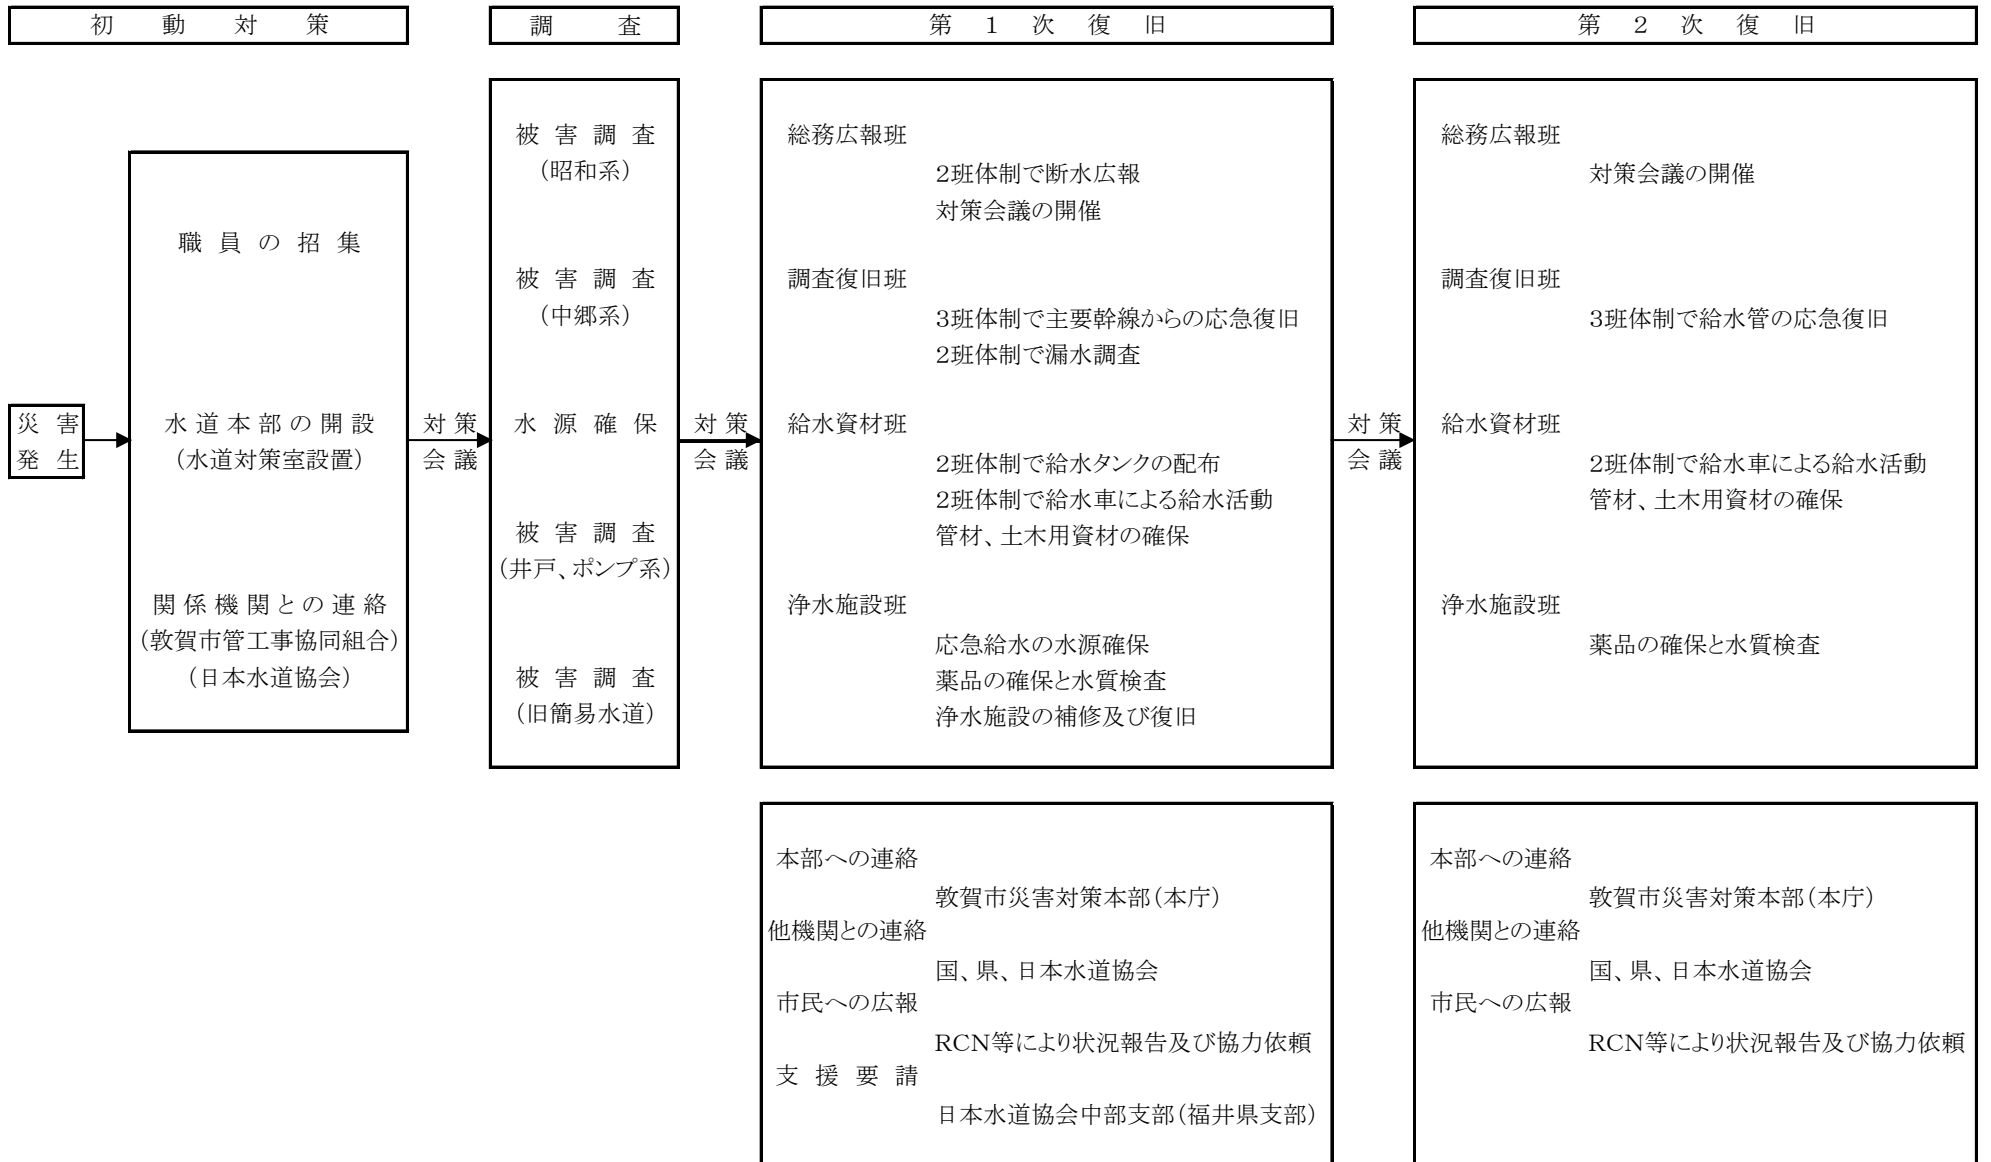 初動対策
調査
第１次復旧
第２次復旧
災害
発生
職員の招集
水道本部の開設
（水道対策室設置）
関係機関との連絡
（敦賀市管工事協同組合）
（日本水道協会）
対策
会議
被害調査
（昭和系）
被害調査
（中郷系）
水源確保
被害調査
（井戸、ポンプ系）
被害調査
（旧簡易水道）
対策
会議
総務広報班
２班体制で断水広報
対策会議の開催
調査復旧班
３班体制で主要幹線からの応急復旧
２班体制で漏水調査
給水資材班
２班体制で給水タンクの配布
２班体制で給水車による給水活動
管材、土木用資材の確保
浄水施設班
応急給水の水源確保
薬品の確保と水質検査
浄水施設の補修及び復旧
対策
会議
総務広報班
対策会議の開催
調査復旧班
３班体制で給水管の応急復旧
給水資材班
２班体制で給水車による給水活動
管材、土木用資材の確保
浄水施設班
薬品の確保と水質検査
本部への連絡
敦賀市災害対策本部（本庁）
他機関との連絡
国、県、日本水道協会
市民への広報
RCN等により状況報告及び協力依頼
支援要請
日本水道協会中部支部（福井県支部）
本部への連絡
敦賀市災害対策本部（本庁）
他機関との連絡
国、県、日本水道協会
市民への広報
RCN等により状況報告及び協力依頼